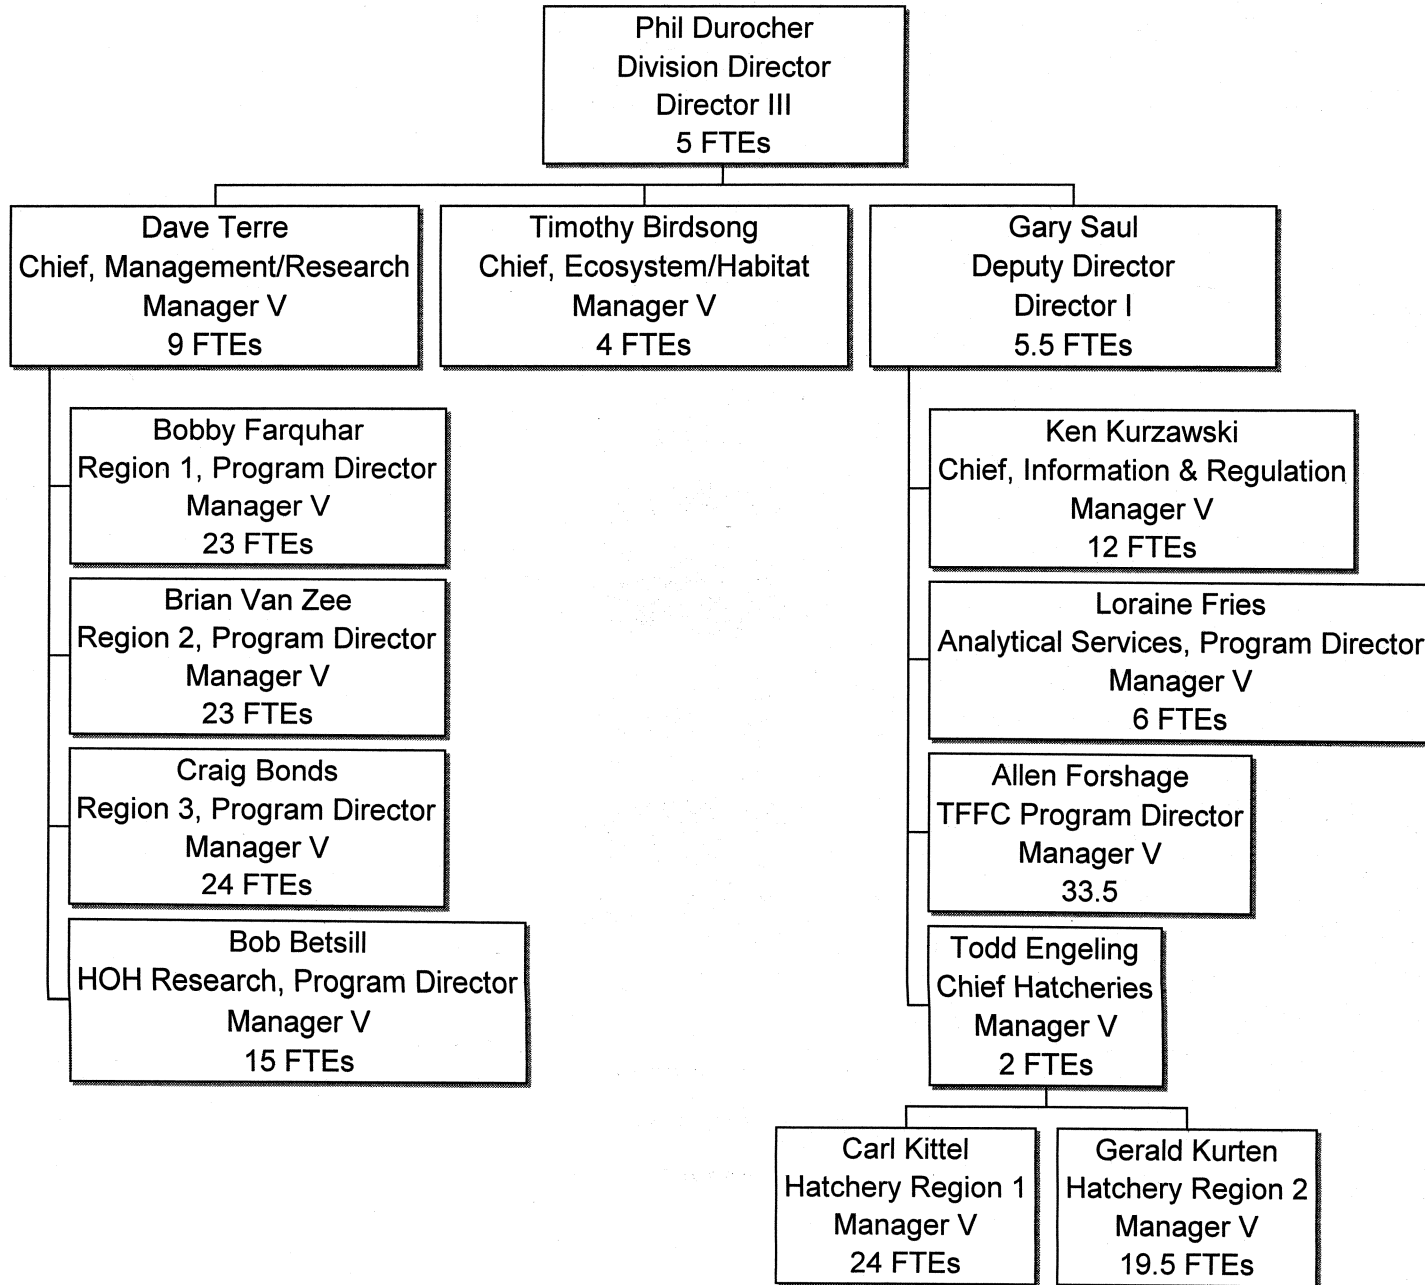 Phil Durocher
Division Director
Director III
5 FTEs
Dave Terre
Chief, Management/Research
Manager V
9 FTEs
Timothy Birdsong
Chief, Ecosystem/Habitat
Manager V
4 FTEs
Gary Saul
Deputy Director
Director I
5.5 FTEs
Bobby Farquhar
Region 1, Program Director
Manager V
23 FTEs
Brian Van Zee
Region 2, Program Director
Manager V
23 FTEs
Craig Bonds
Region 3, Program Director
Manager V
24 FTEs
Bob Betsill
HOH Research, Program Director
Manager V
15 FTEs
Ken Kurzawski
Chief, Information & Regulation
Manager V
12 FTEs
Loraine Fries
Analytical Services, Program Director
Manager V
6 FTEs
Allen Forshage
TFFC Program Director
Manager V
33.5
Todd Engeling
Chief Hatcheries
Manager V
2 FTEs
Carl Kittel
Hatchery Region 1
Manager V
24 FTEs
Gerald Kurten
Hatchery Region 2
Manager V
19.5 FTEs